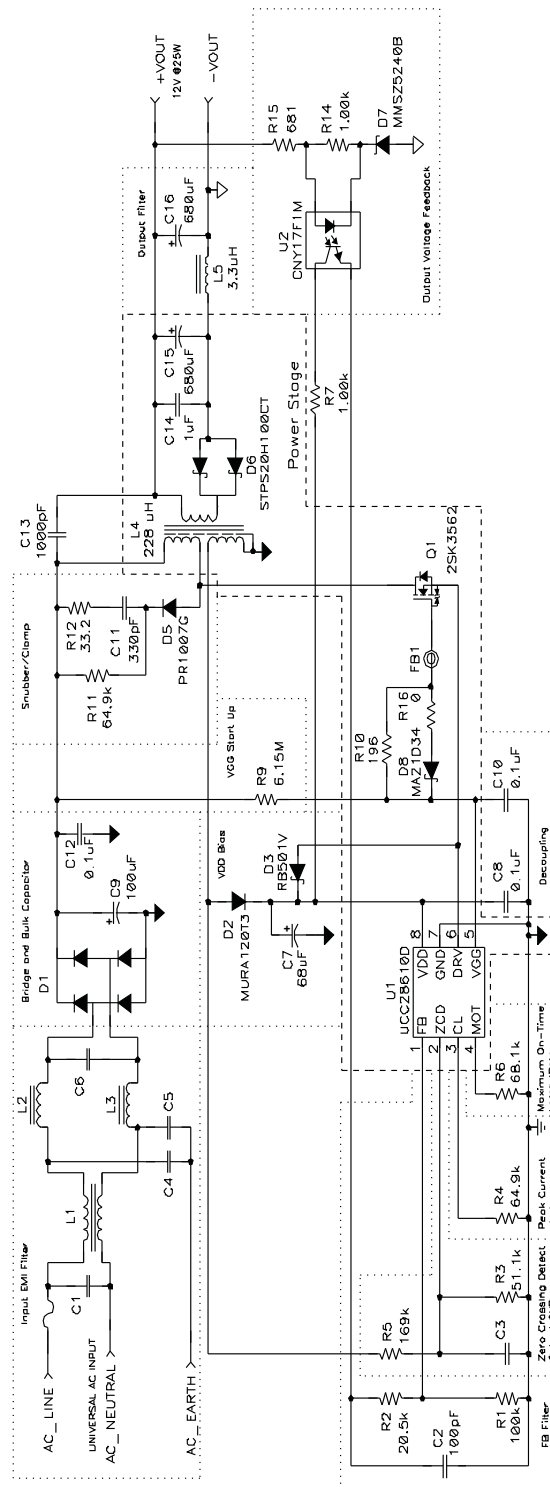 AC_LINE
UNIVERSAL AC INPUT
AC_NEUTRAL
AC_EARTH
Input EMI Filter
C1
L1
C4
C5
L2
L3
C6
Bridge and Bulk Capacitor
D1
C9
100uF
C12
0.1uF
Snubber/Clamp
R11
64.9k
R12
33.2
C11
330pF
D5
PR1007G
C13
1000pF
L4
228 uH
Power Stage
D6
STPS20H100CT
C14
1uF
C15
680uF
Output Filter
L5
3.3uH
C16
680uF
+VOUT
12V @25W
-VOUT
R15
681
R14
1.00k
D7
MMSZ5240B
U2
CNY17F1M
Output Voltage Feedback
R7
1.00k
VGG Start Up
R9
6.15M
VDD Bias
D2
MURA120T3
C7
68uF
D3
RB501V
Q1
2SK3562
FB1
R10
196
R16
0
D8
MAZ1D34
C8
0.1uF
C10
0.1uF
Decoupling
U1
UCC28610D
1
FB
VDD
8
2
ZCD
GND
7
3
CL
DRV
6
4
MOT
VGG
5
R6
68.1k
Maximum On-Time
R4
64.9k
Peak Current
R5
169k
R3
51.1k
C3
Zero Crossing Detect
R2
20.5k
R1
100k
C2
100pF
FB Filter